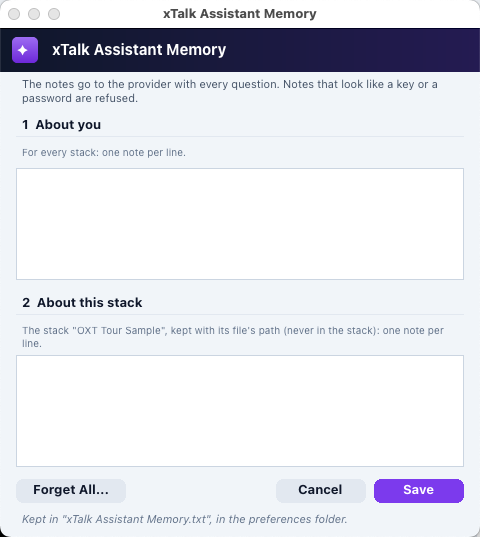 xTalk Assistant Memory
xTalk Assistant Memory
The notes go to the provider with every question. Notes that look like a key or a
password are refused.
1 About you
For every stack: one note per line.
2 About this stack
The stack "OXT Tour Sample", kept with its file's path (never in the stack): one note per
line.
Forget All...
Cancel
Save
Kept in "xTalk Assistant Memory.txt", in the preferences folder.